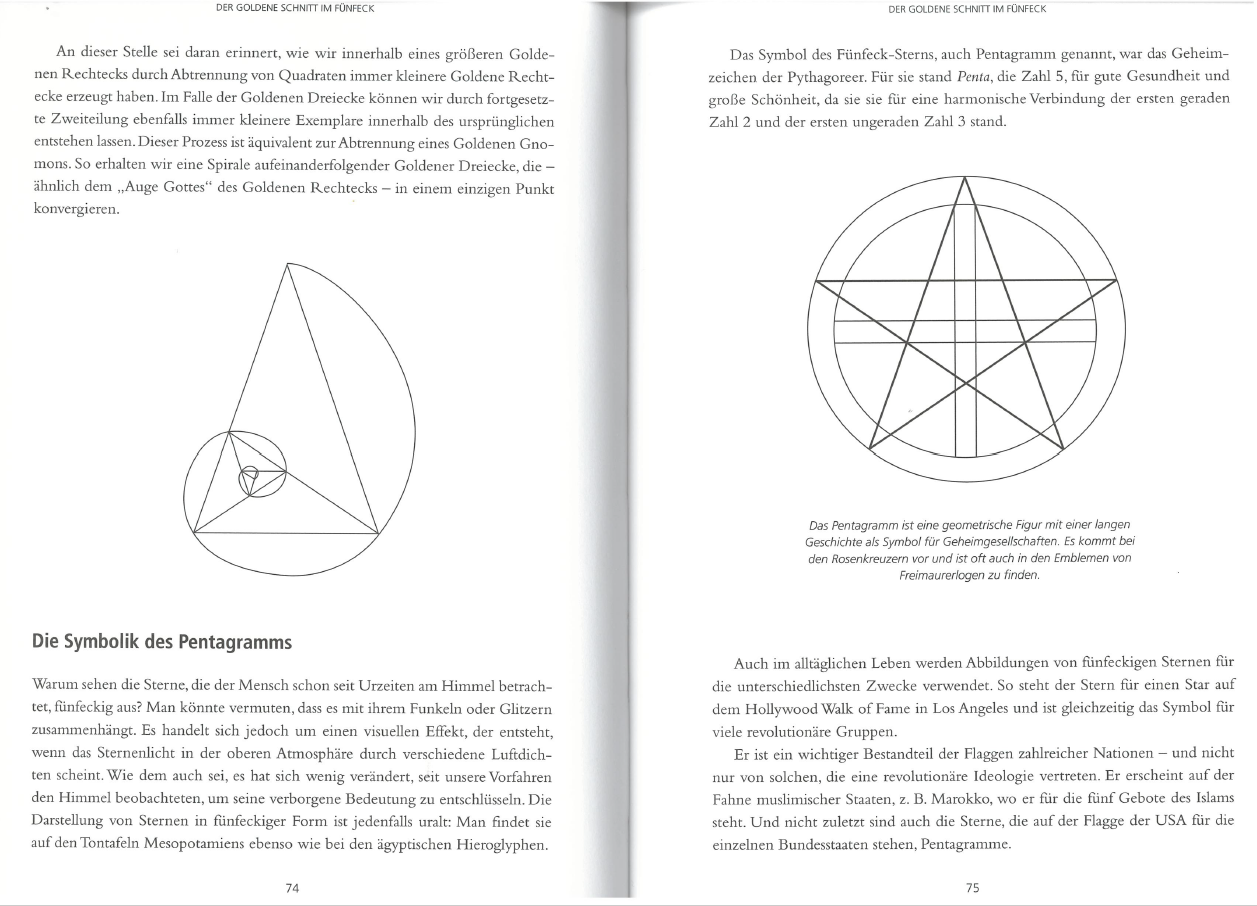 DER GOLDENE SCHNITT IM FÜNFECK
An dieser Stelle sei daran erinnert, wie wir innerhalb eines größeren Golde-
nen Rechtecks durch Abtrennung von Quadraten immer kleinere Goldene Recht-
ecke erzeugt haben. Im Falle der Goldenen Dreiecke können wir durch fortgesetz-
te Zweiteilung ebenfalls immer kleinere Exemplare innerhalb des ursprünglichen
entstehen lassen. Dieser Prozess ist äquivalent zur Abtrennung eines Goldenen Gno-
mons. So erhalten wir eine Spirale aufeinanderfolgender Goldener Dreiecke, die –
ähnlich dem „Auge Gottes“ des Goldenen Rechtecks – in einem einzigen Punkt
konvergieren.
Die Symbolik des Pentagramms
Warum sehen die Sterne, die der Mensch schon seit Urzeiten am Himmel betrach-
tet, fünfeckig aus? Man könnte vermuten, dass es mit ihrem Funkeln oder Glitzern
zusammenhängt. Es handelt sich jedoch um einen visuellen Effekt, der entsteht,
wenn das Sternenlicht in der oberen Atmosphäre durch verschiedene Luftdich-
ten scheint. Wie dem auch sei, es hat sich wenig verändert, seit unsere Vorfahren
den Himmel beobachteten, um seine verborgene Bedeutung zu entschlüsseln. Die
Darstellung von Sternen in fünfeckiger Form ist jedenfalls uralt: Man findet sie
auf den Tontafeln Mesopotamiens ebenso wie bei den ägyptischen Hieroglyphen.
74
DER GOLDENE SCHNITT IM FÜNFECK
Das Symbol des Fünfeck-Sterns, auch Pentagramm genannt, war das Geheim-
zeichen der Pythagoreer. Für sie stand Penta, die Zahl 5, für gute Gesundheit und
große Schönheit, da sie sie für eine harmonische Verbindung der ersten geraden
Zahl 2 und der ersten ungeraden Zahl 3 stand.
Das Pentagramm ist eine geometrische Figur mit einer langen
Geschichte als Symbol für Geheimgesellschaften. Es kommt bei
den Rosenkreuzern vor und ist oft auch in den Emblemen von
Freimaurerlogen zu finden.
Auch im alltäglichen Leben werden Abbildungen von fünfeckigen Sternen für
die unterschiedlichsten Zwecke verwendet. So steht der Stern für einen Star auf
dem Hollywood Walk of Fame in Los Angeles und ist gleichzeitig das Symbol für
viele revolutionäre Gruppen.
Er ist ein wichtiger Bestandteil der Flaggen zahlreicher Nationen – und nicht
nur von solchen, die eine revolutionäre Ideologie vertreten. Er erscheint auf der
Fahne muslimischer Staaten, z. B. Marokko, wo er für die fünf Gebote des Islams
steht. Und nicht zuletzt sind auch die Sterne, die auf der Flagge der USA für die
einzelnen Bundesstaaten stehen, Pentagramme.
75